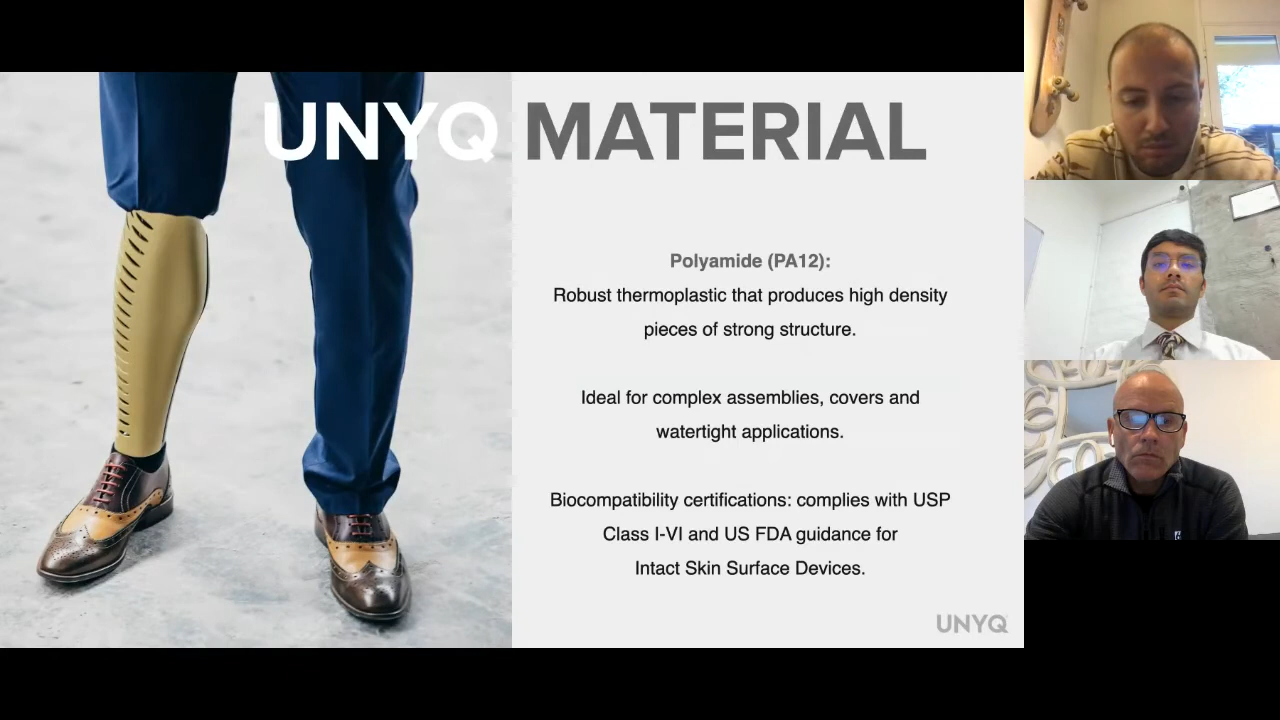 UNYQ MATERIAL
Polyamide (PA12):
Robust thermoplastic that produces high density
pieces of strong structure.
Ideal for complex assemblies, covers and
watertight applications.
Biocompatibility certifications: complies with USP
Class I-VI and US FDA guidance for
Intact Skin Surface Devices.
UNYQ